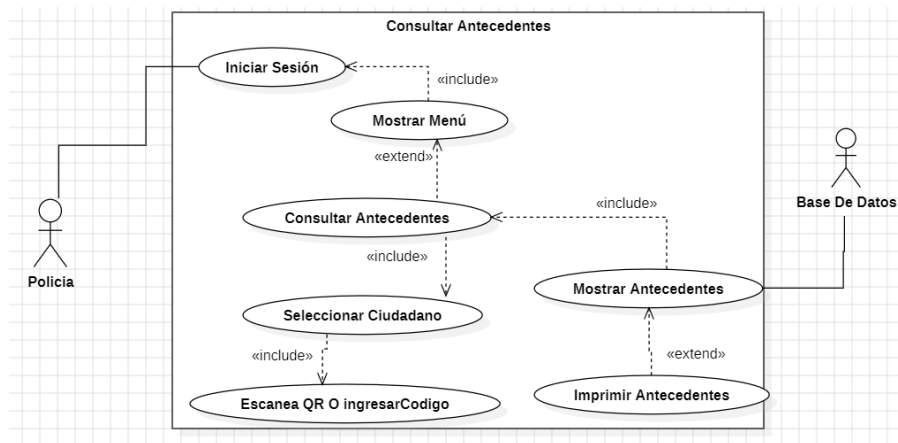 Consultar Antecedentes
Iniciar Sesión
«include»
Mostrar Menú
«extend»
Base De Datos
Consultar Antecedentes
«include»
«include»
Policia
Mostrar Antecedentes
Seleccionar Ciudadano
«include»
«extend»
Imprimir Antecedentes
Escanea QR O ingresarCodigo